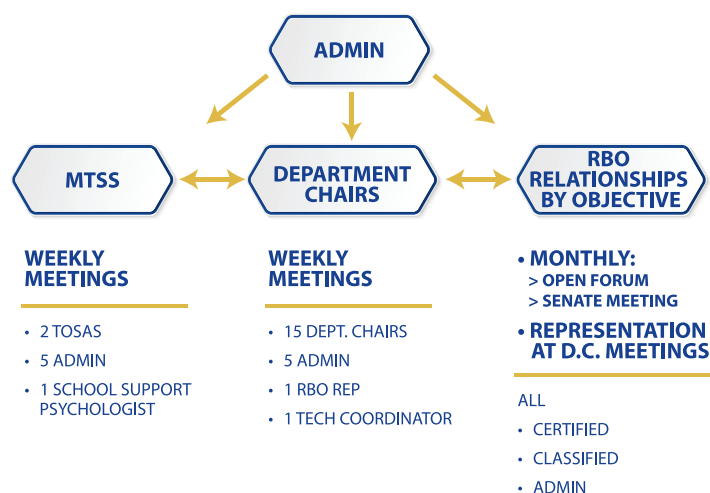 ADMIN
MTSS
DEPARTMENT
CHAIRS
RBO
RELATIONSHIPS
BY OBJECTIVE
WEEKLY
MEETINGS
• 2 TOSAS
• 5 ADMIN
• 1 SCHOOL SUPPORT
PSYCHOLOGIST
WEEKLY
MEETINGS
• 15 DEPT. CHAIRS
• 5 ADMIN
• 1 RBO REP
• 1 TECH COORDINATOR
• MONTHLY:
> OPEN FORUM
> SENATE MEETING
• REPRESENTATION
AT D.C. MEETINGS
ALL
• CERTIFIED
• CLASSIFIED
• ADMIN